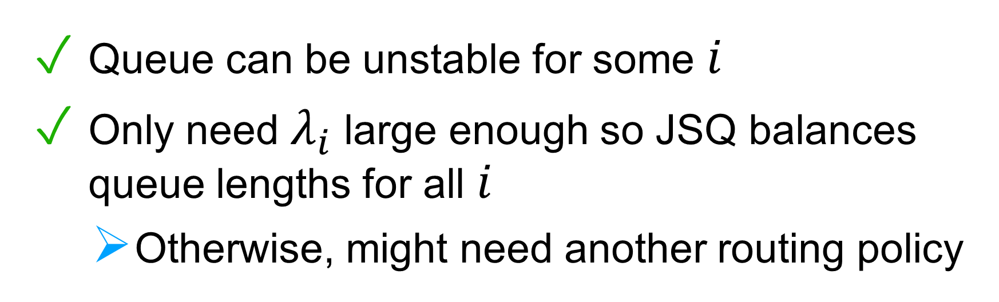 ✓ Queue can be unstable for some i
✓ Only need λᵢ large enough so JSQ balances
queue lengths for all i
➢ Otherwise, might need another routing policy